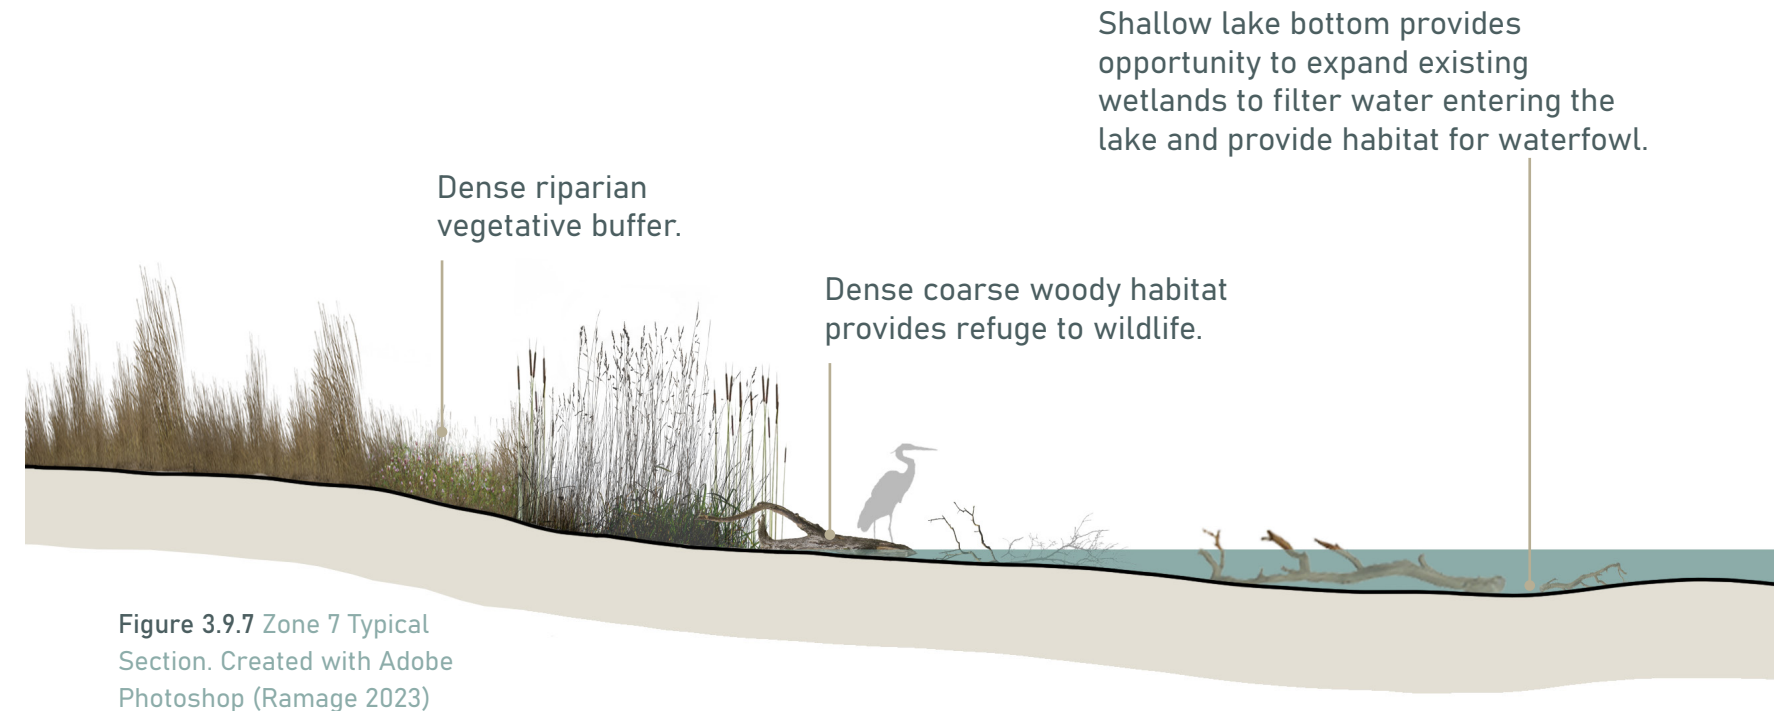 Shallow lake bottom provides
opportunity to expand existing
wetlands to filter water entering the
lake and provide habitat for waterfowl.
Dense riparian
vegetative buffer.
Dense coarse woody habitat
provides refuge to wildlife.
Figure 3.9.7 Zone 7 Typical
Section. Created with Adobe
Photoshop (Ramage 2023)